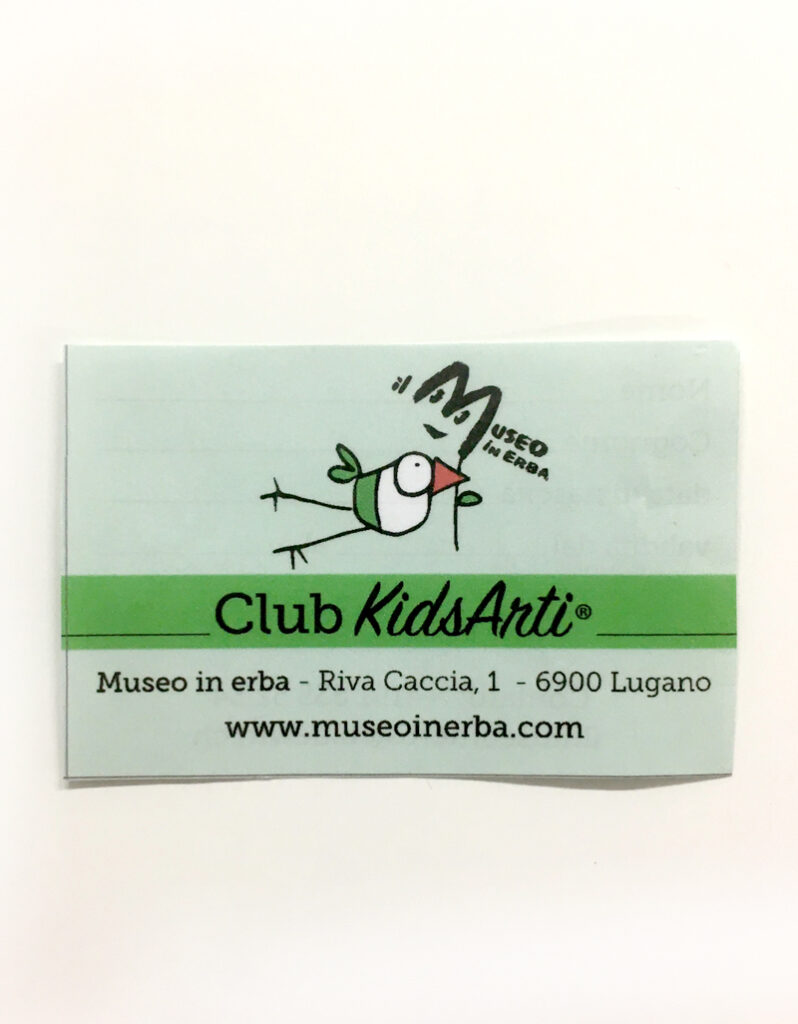 il Museo
in Erba
Club KidsArti®
Museo in erba - Riva Caccia, 1 - 6900 Lugano
www.museoinerba.com